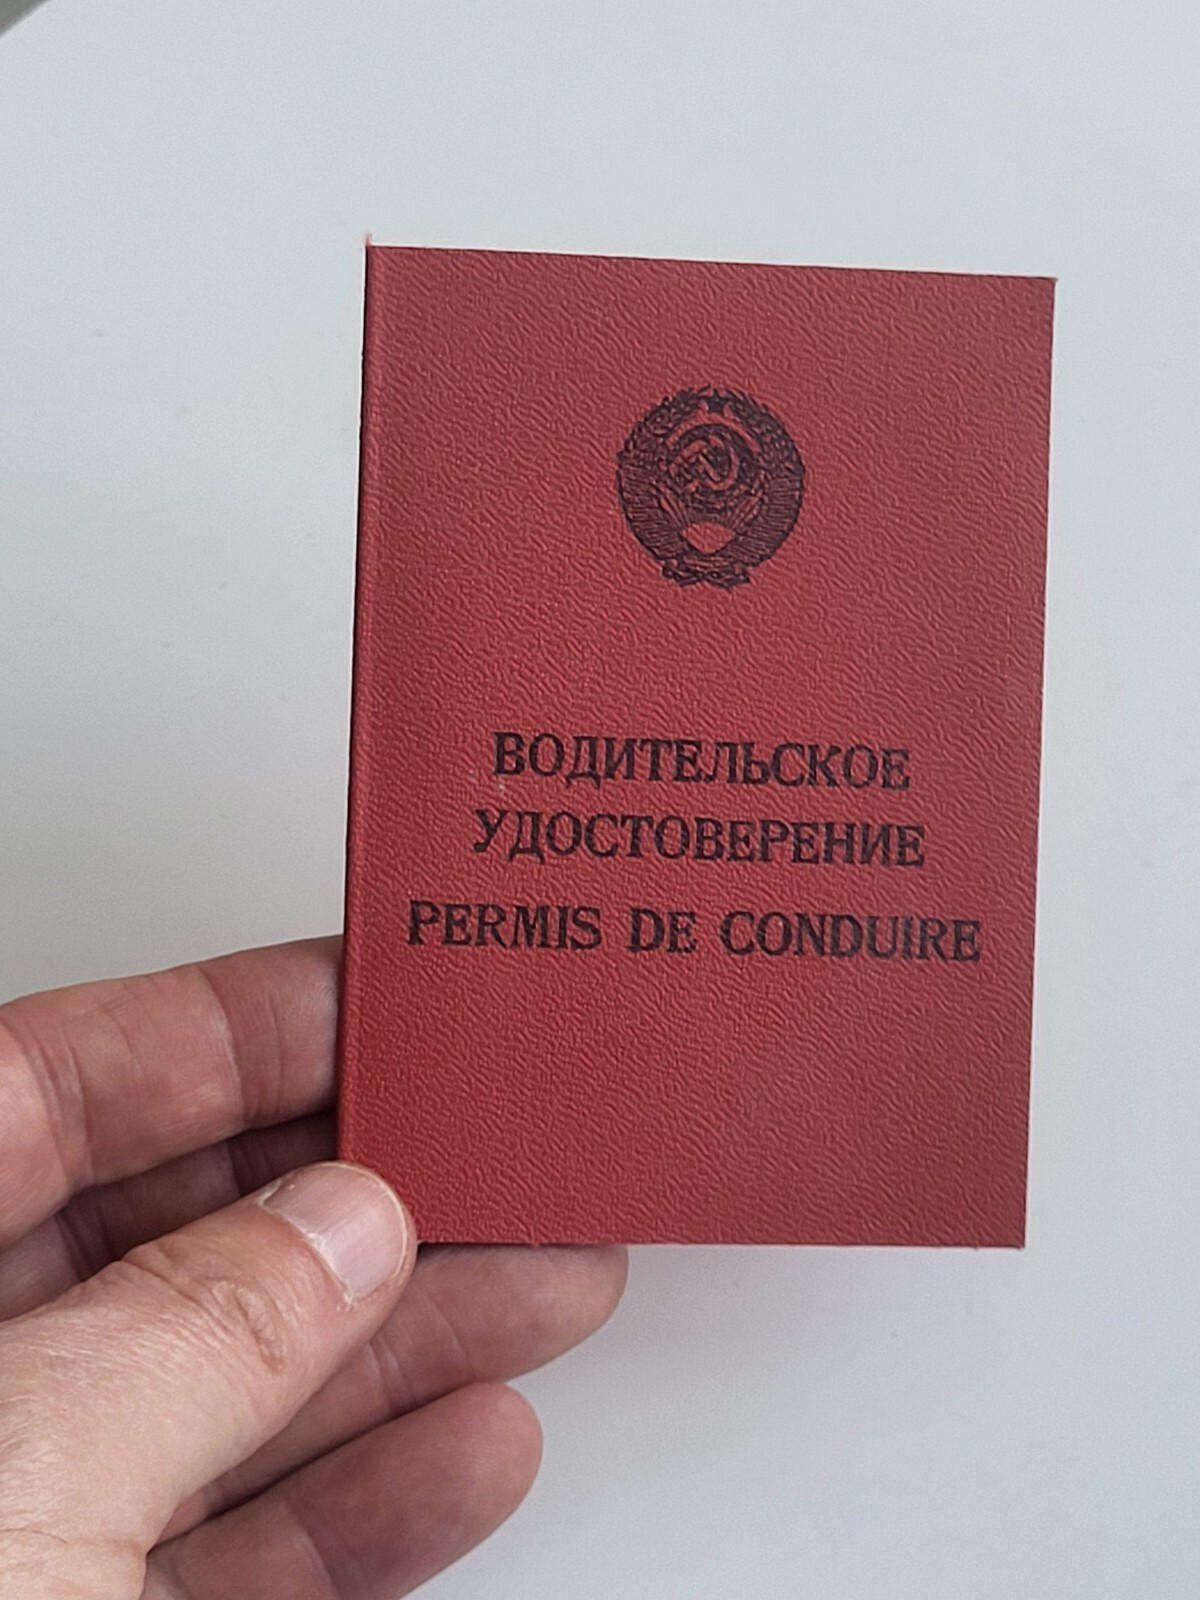 ВОДИТЕЛЬСКОЕ
УДОСТОВЕРЕНИЕ
PERMIS DE CONDUIRE